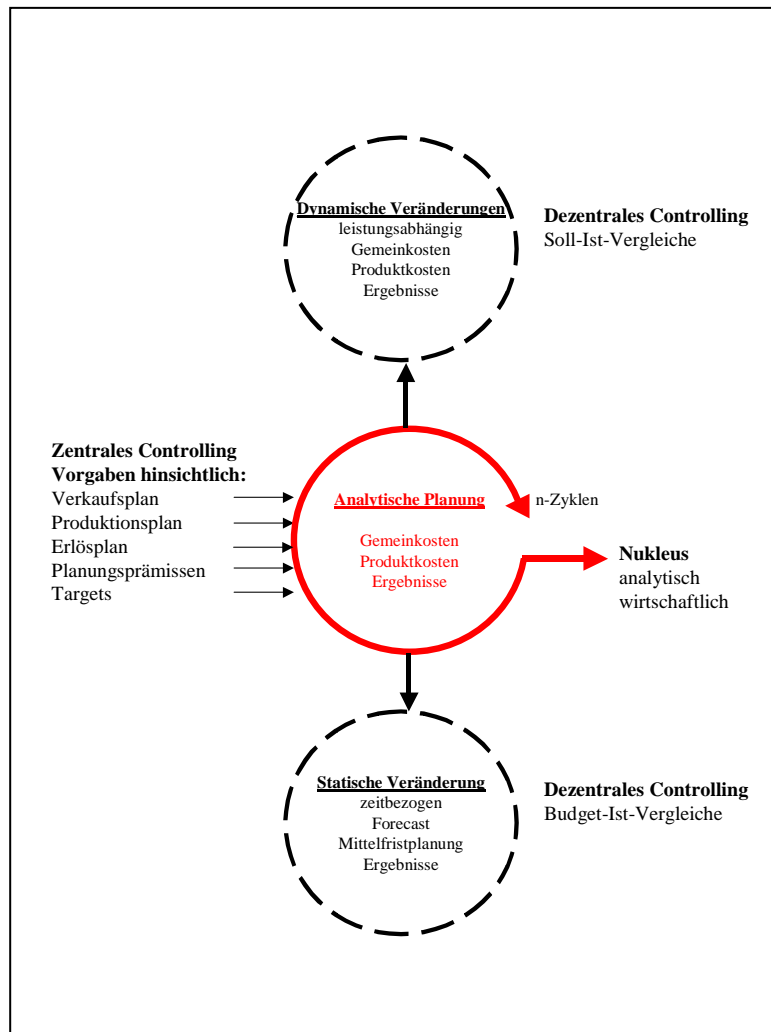 Dynamische Veränderungen
leistungsabhängig
Gemeinkosten
Produktkosten
Ergebnisse
Dezentrales Controlling
Soll-Ist-Vergleiche
Zentrales Controlling
Vorgaben hinsichtlich:
Verkaufsplan
Produktionsplan
Erlösplan
Planungsprämissen
Targets
Analytische Planung
Gemeinkosten
Produktkosten
Ergebnisse
n-Zyklen
Nukleus
analytisch
wirtschaftlich
Statische Veränderung
zeitbezogen
Forecast
Mittelfristplanung
Ergebnisse
Dezentrales Controlling
Budget-Ist-Vergleiche